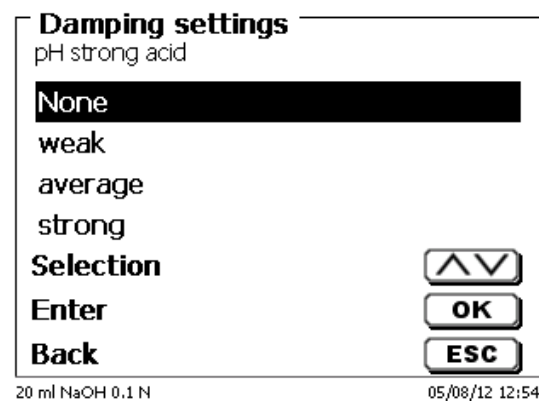 Damping settings
pH strong acid
None
weak
average
strong
Selection
Enter OK
Back ESC
20 ml NaOH 0.1 N 05/08/12 12:54